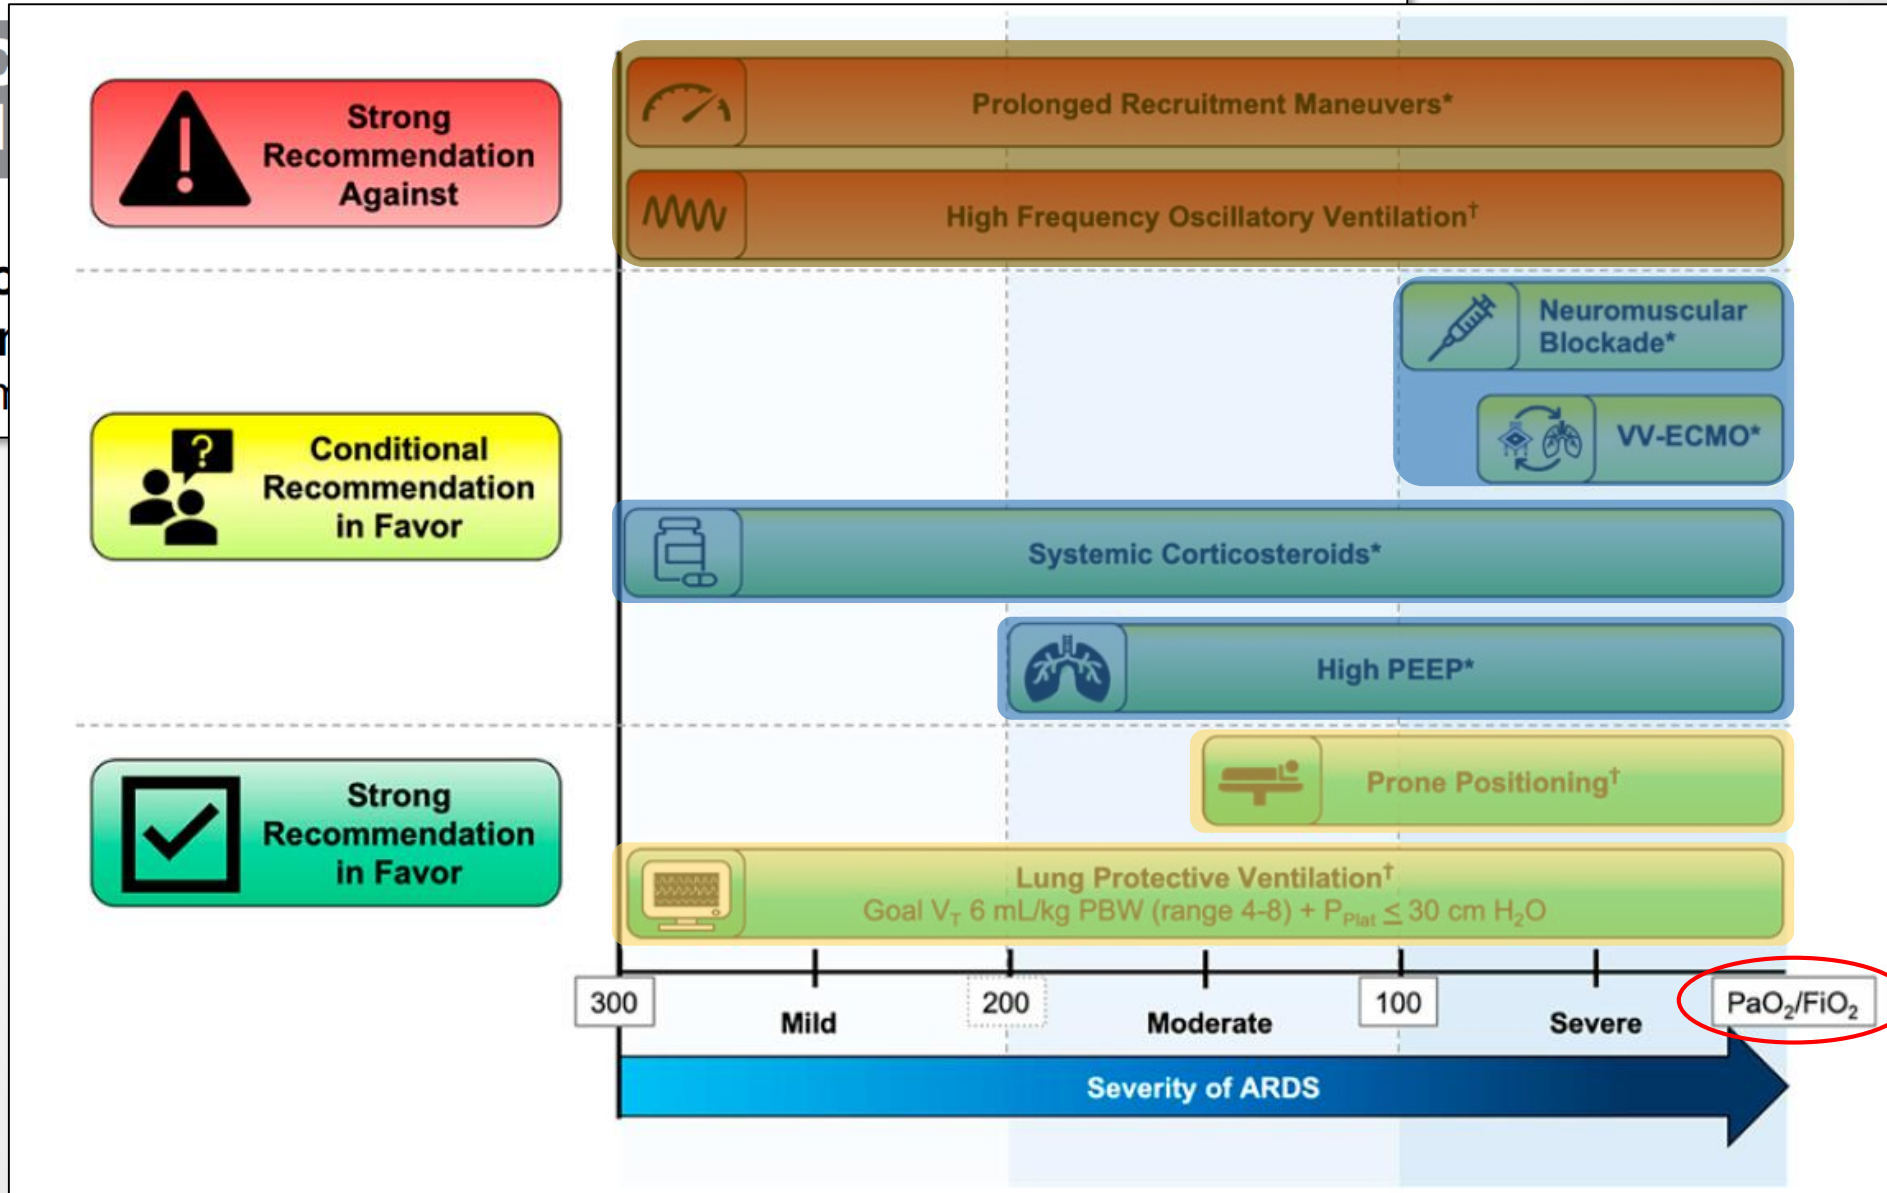 Strong
Recommendation
Against
Prolonged Recruitment Maneuvers*
High Frequency Oscillatory Ventilation†
Conditional
Recommendation
in Favor
?
Neuromuscular
Blockade*
VV-ECMO*
Systemic Corticosteroids*
High PEEP*
Strong
Recommendation
in Favor
Prone Positioning†
Lung Protective Ventilation†
Goal V_T 6 mL/kg PBW (range 4-8) + P_Plat ≤ 30 cm H₂O
300
200
100
PaO₂/FiO₂
Mild
Moderate
Severe
Severity of ARDS